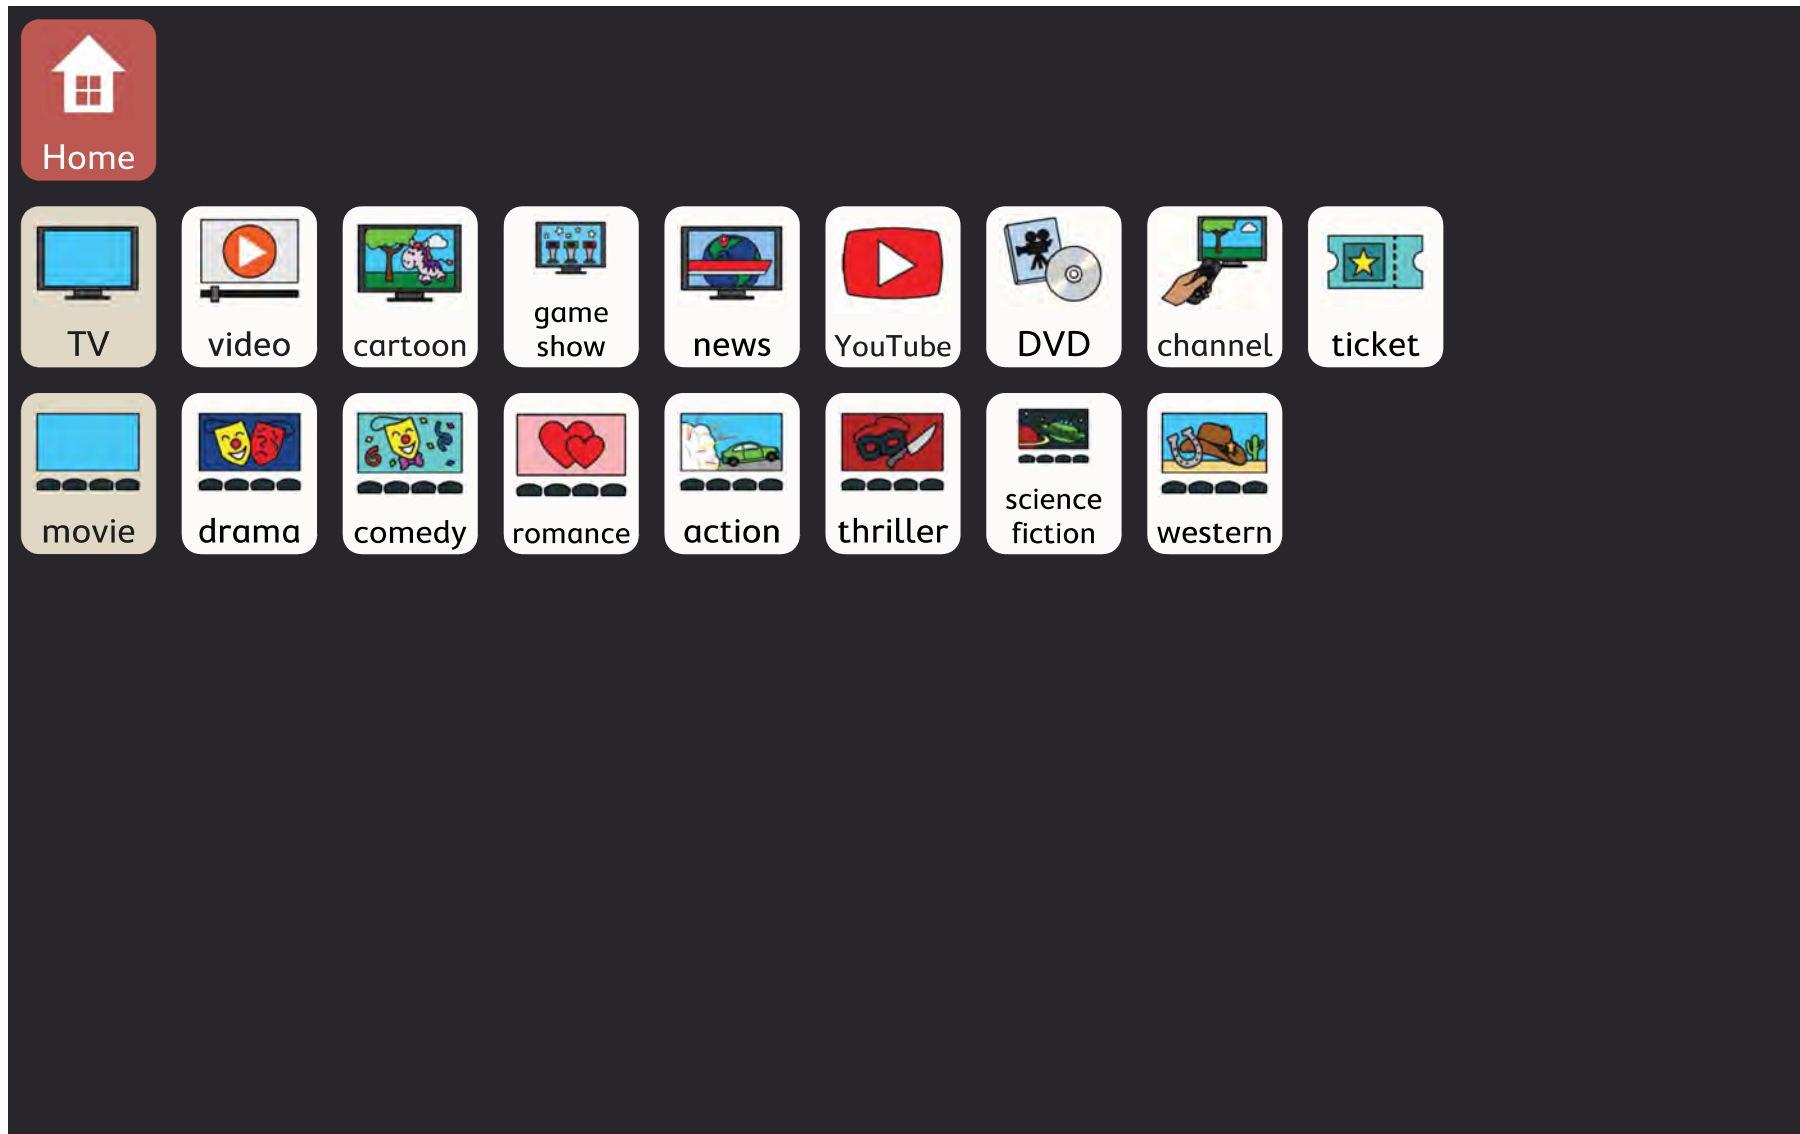 Home
TV
video
cartoon
game
show
news
YouTube
DVD
channel
ticket
movie
drama
comedy
romance
action
thriller
science
fiction
western